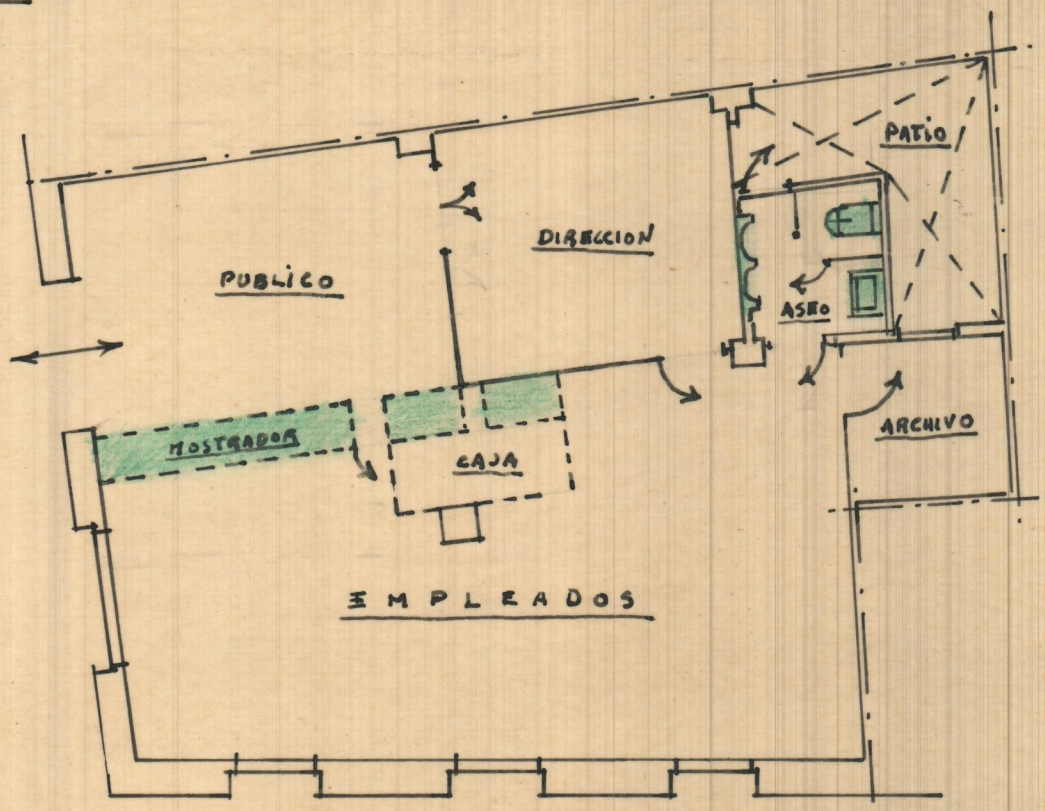 PATIO
DIRECCION
PUBLICO
ASEO
ARCHIVO
MOSTRADOR
CAJA
EMPLEADOS